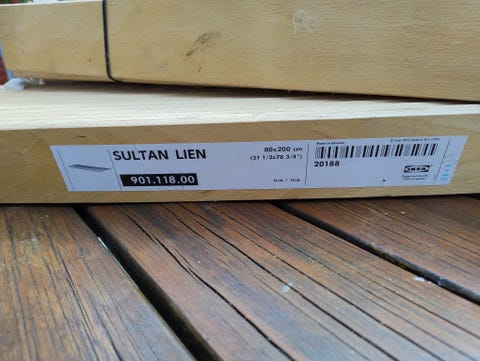 SULTAN LIEN
901.118.00
80x200 cm
(31 1/2x78 3/4")
N/A / N/A
20188
IKEA